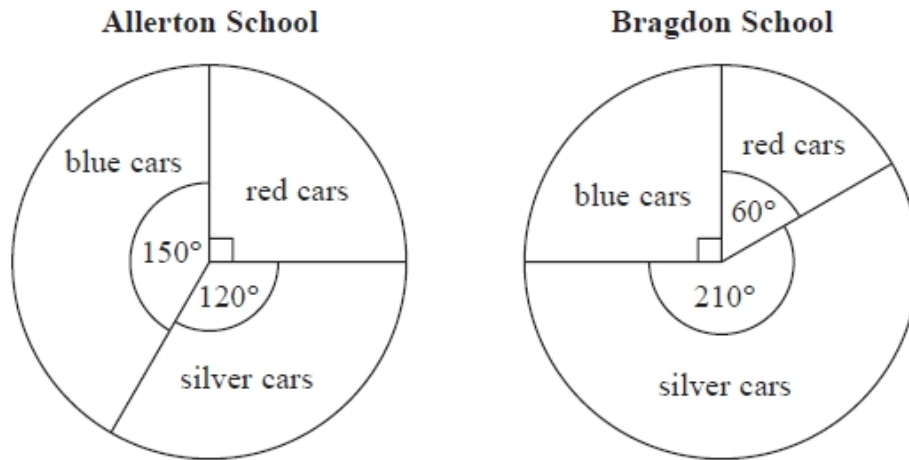 Allerton School
blue cars
red cars
150°
120°
silver cars
Bragdon School
red cars
blue cars
60°
210°
silver cars